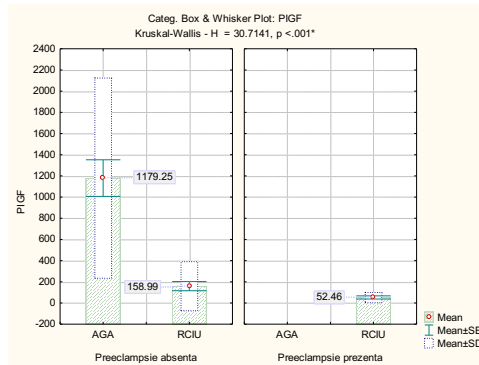 Categ. Box & Whisker Plot: PIGF
Kruskal-Wallis - H = 30.7141, p <.001*
PIGF
2400
2200
2000
1800
1600
1400
1200
1000
800
600
400
200
0
-200
1179.25
158.99
52.46
AGA RCIU AGA RCIU
Preeclampsie absenta Preeclampsie prezenta
Mean
Mean±SE
Mean±SD